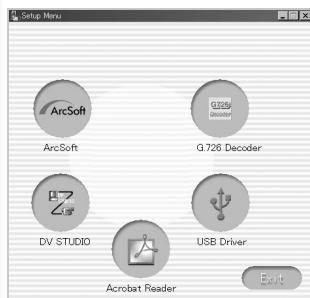 Setup Menu
ArcSoft
G.726
Decoder
ArcSoft
G.726 Decoder
DV STUDIO
USB Driver
Acrobat Reader
Exit